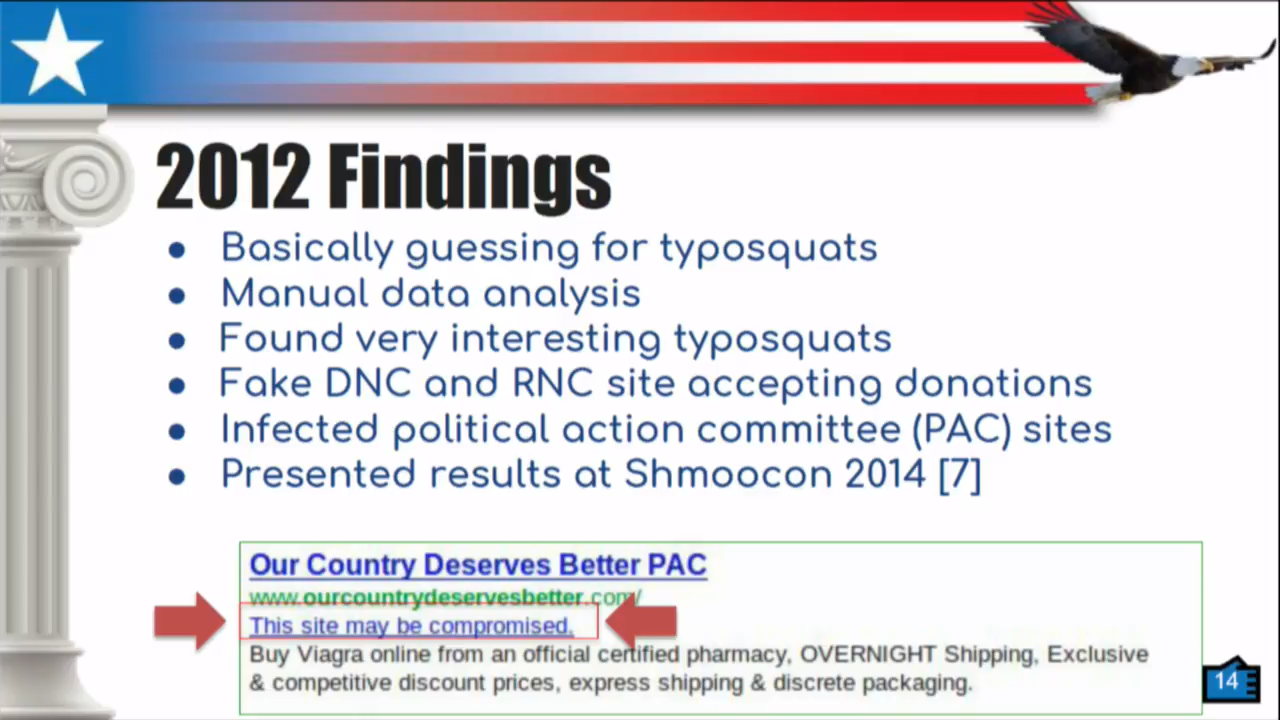 2012 Findings
● Basically guessing for typosquats
● Manual data analysis
● Found very interesting typosquats
● Fake DNC and RNC site accepting donations
● Infected political action committee (PAC) sites
● Presented results at Shmoocon 2014 [7]
Our Country Deserves Better PAC
www.ourcountrydeservesbetter.com/
This site may be compromised.
Buy Viagra online from an official certified pharmacy, OVERNIGHT Shipping, Exclusive
& competitive discount prices, express shipping & discrete packaging.
14